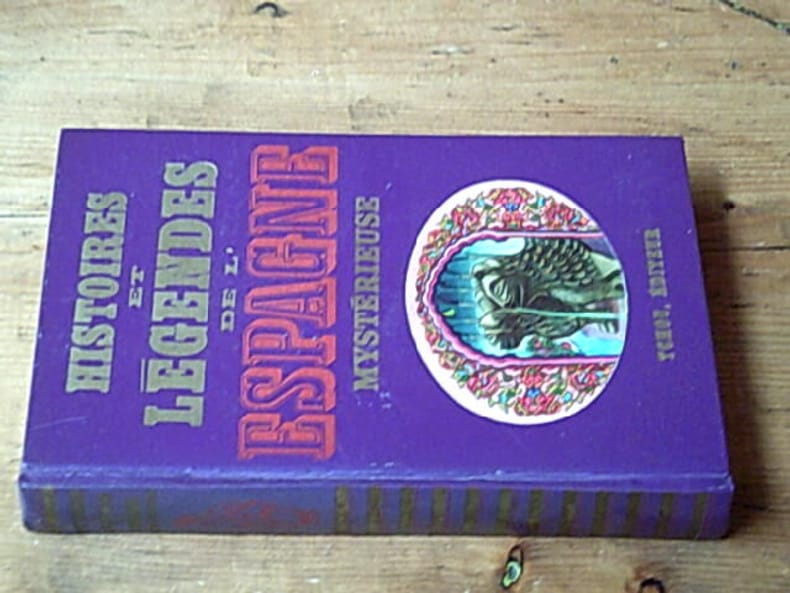 HISTOIRES
ET
LÉGENDES
DE L'
ESPAGNE
MYSTÉRIEUSE
TCHOU, ÉDITEUR